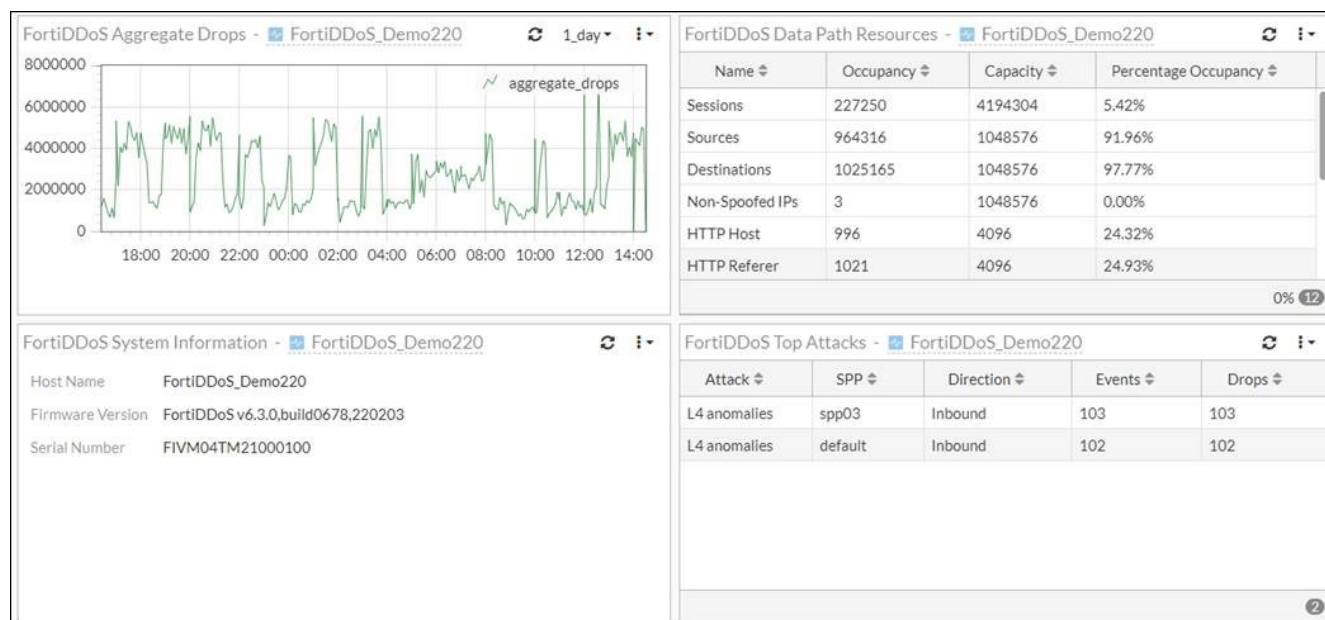 FortiDDoS Aggregate Drops - FortiDDoS_Demo220 1_day
aggregate_drops
8000000
6000000
4000000
2000000
0
18:00 20:00 22:00 00:00 02:00 04:00 06:00 08:00 10:00 12:00 14:00
FortiDDoS Data Path Resources - FortiDDoS_Demo220
Name Occupancy Capacity Percentage Occupancy
Sessions 227250 4194304 5.42%
Sources 964316 1048576 91.96%
Destinations 1025165 1048576 97.77%
Non-Spoofed IPs 3 1048576 0.00%
HTTP Host 996 4096 24.32%
HTTP Referer 1021 4096 24.93%
0% 12
FortiDDoS System Information - FortiDDoS_Demo220
Host Name FortiDDoS_Demo220
Firmware Version FortiDDoS v6.3.0,build0678,220203
Serial Number FIVM04TM21000100
FortiDDoS Top Attacks - FortiDDoS_Demo220
Attack SPP Direction Events Drops
L4 anomalies spp03 Inbound 103 103
L4 anomalies default Inbound 102 102
2